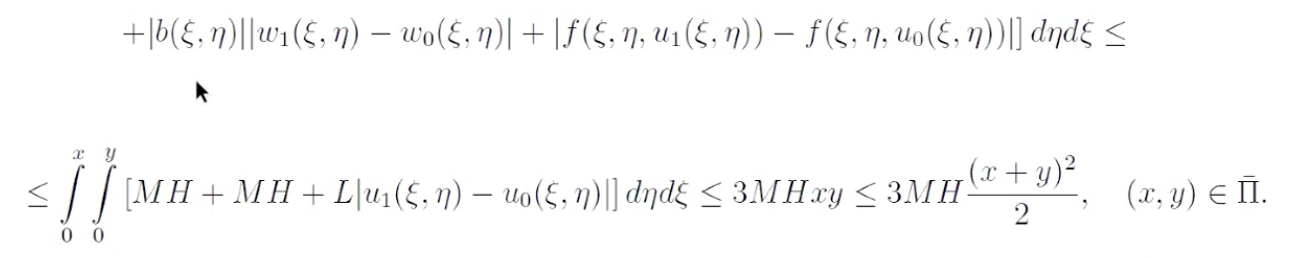 +|b(ξ, η)||w₁(ξ, η) − w₀(ξ, η)| + |f(ξ, η, u₁(ξ, η)) − f(ξ, η, u₀(ξ, η))|] dηdξ ≤
≤ ∫₀ˣ ∫₀ʸ [MH + MH + L|u₁(ξ, η) − u₀(ξ, η)|] dηdξ ≤ 3MHxy ≤ 3MH (x + y)²/2, (x, y) ∈ Π̄.